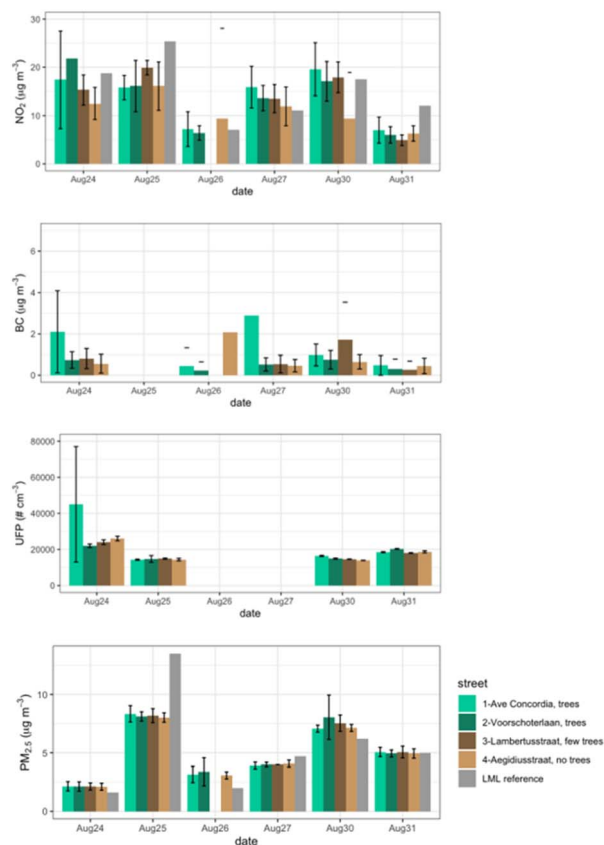 30
20
10
0
NO₂ (µg m⁻³)
Aug24 Aug25 Aug26 Aug27 Aug30 Aug31
date
6
4
2
0
BC (µg m⁻³)
Aug24 Aug25 Aug26 Aug27 Aug30 Aug31
date
80000
60000
40000
20000
0
UFP (# cm⁻³)
Aug24 Aug25 Aug26 Aug27 Aug30 Aug31
date
10
5
0
PM₂.₅ (µg m⁻³)
Aug24 Aug25 Aug26 Aug27 Aug30 Aug31
date
street
1-Ave Concordia, trees
2-Voorschoterlaan, trees
3-Lambertusstraat, few trees
4-Aegidiusstraat, no trees
LML reference